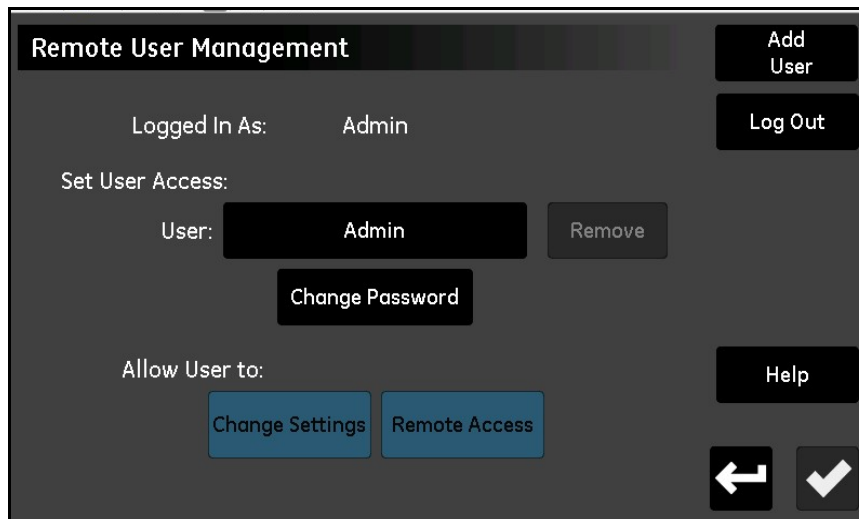 Remote User Management
Add
User
Logged In As: Admin
Log Out
Set User Access:
User: Admin Remove
Change Password
Allow User to:
Help
Change Settings Remote Access